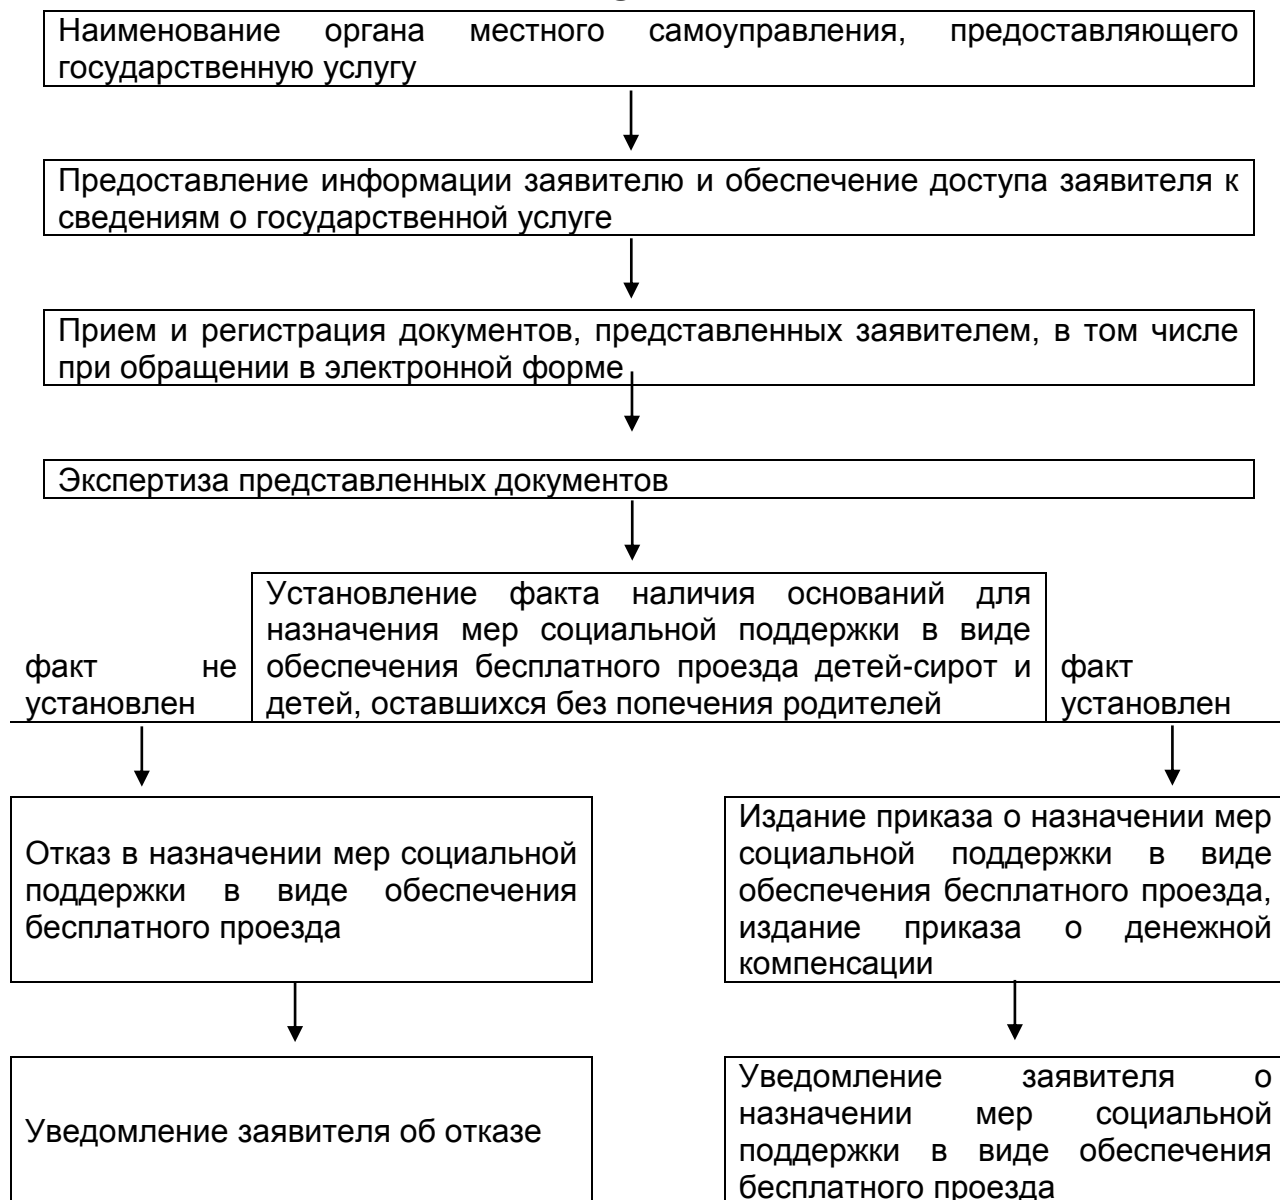 Наименование органа местного самоуправления, предоставляющего
государственную услугу
Предоставление информации заявителю и обеспечение доступа заявителя к
сведениям о государственной услуге
Прием и регистрация документов, представленных заявителем, в том числе
при обращении в электронной форме
Экспертиза представленных документов
Установление факта наличия оснований для
назначения мер социальной поддержки в виде
обеспечения бесплатного проезда детей-сирот и
детей, оставшихся без попечения родителей
факт не
установлен
факт
установлен
Отказ в назначении мер социальной
поддержки в виде обеспечения
бесплатного проезда
Издание приказа о назначении мер
социальной поддержки в виде
обеспечения бесплатного проезда,
издание приказа о денежной
компенсации
Уведомление заявителя об отказе
Уведомление заявителя о
назначении мер социальной
поддержки в виде обеспечения
бесплатного проезда